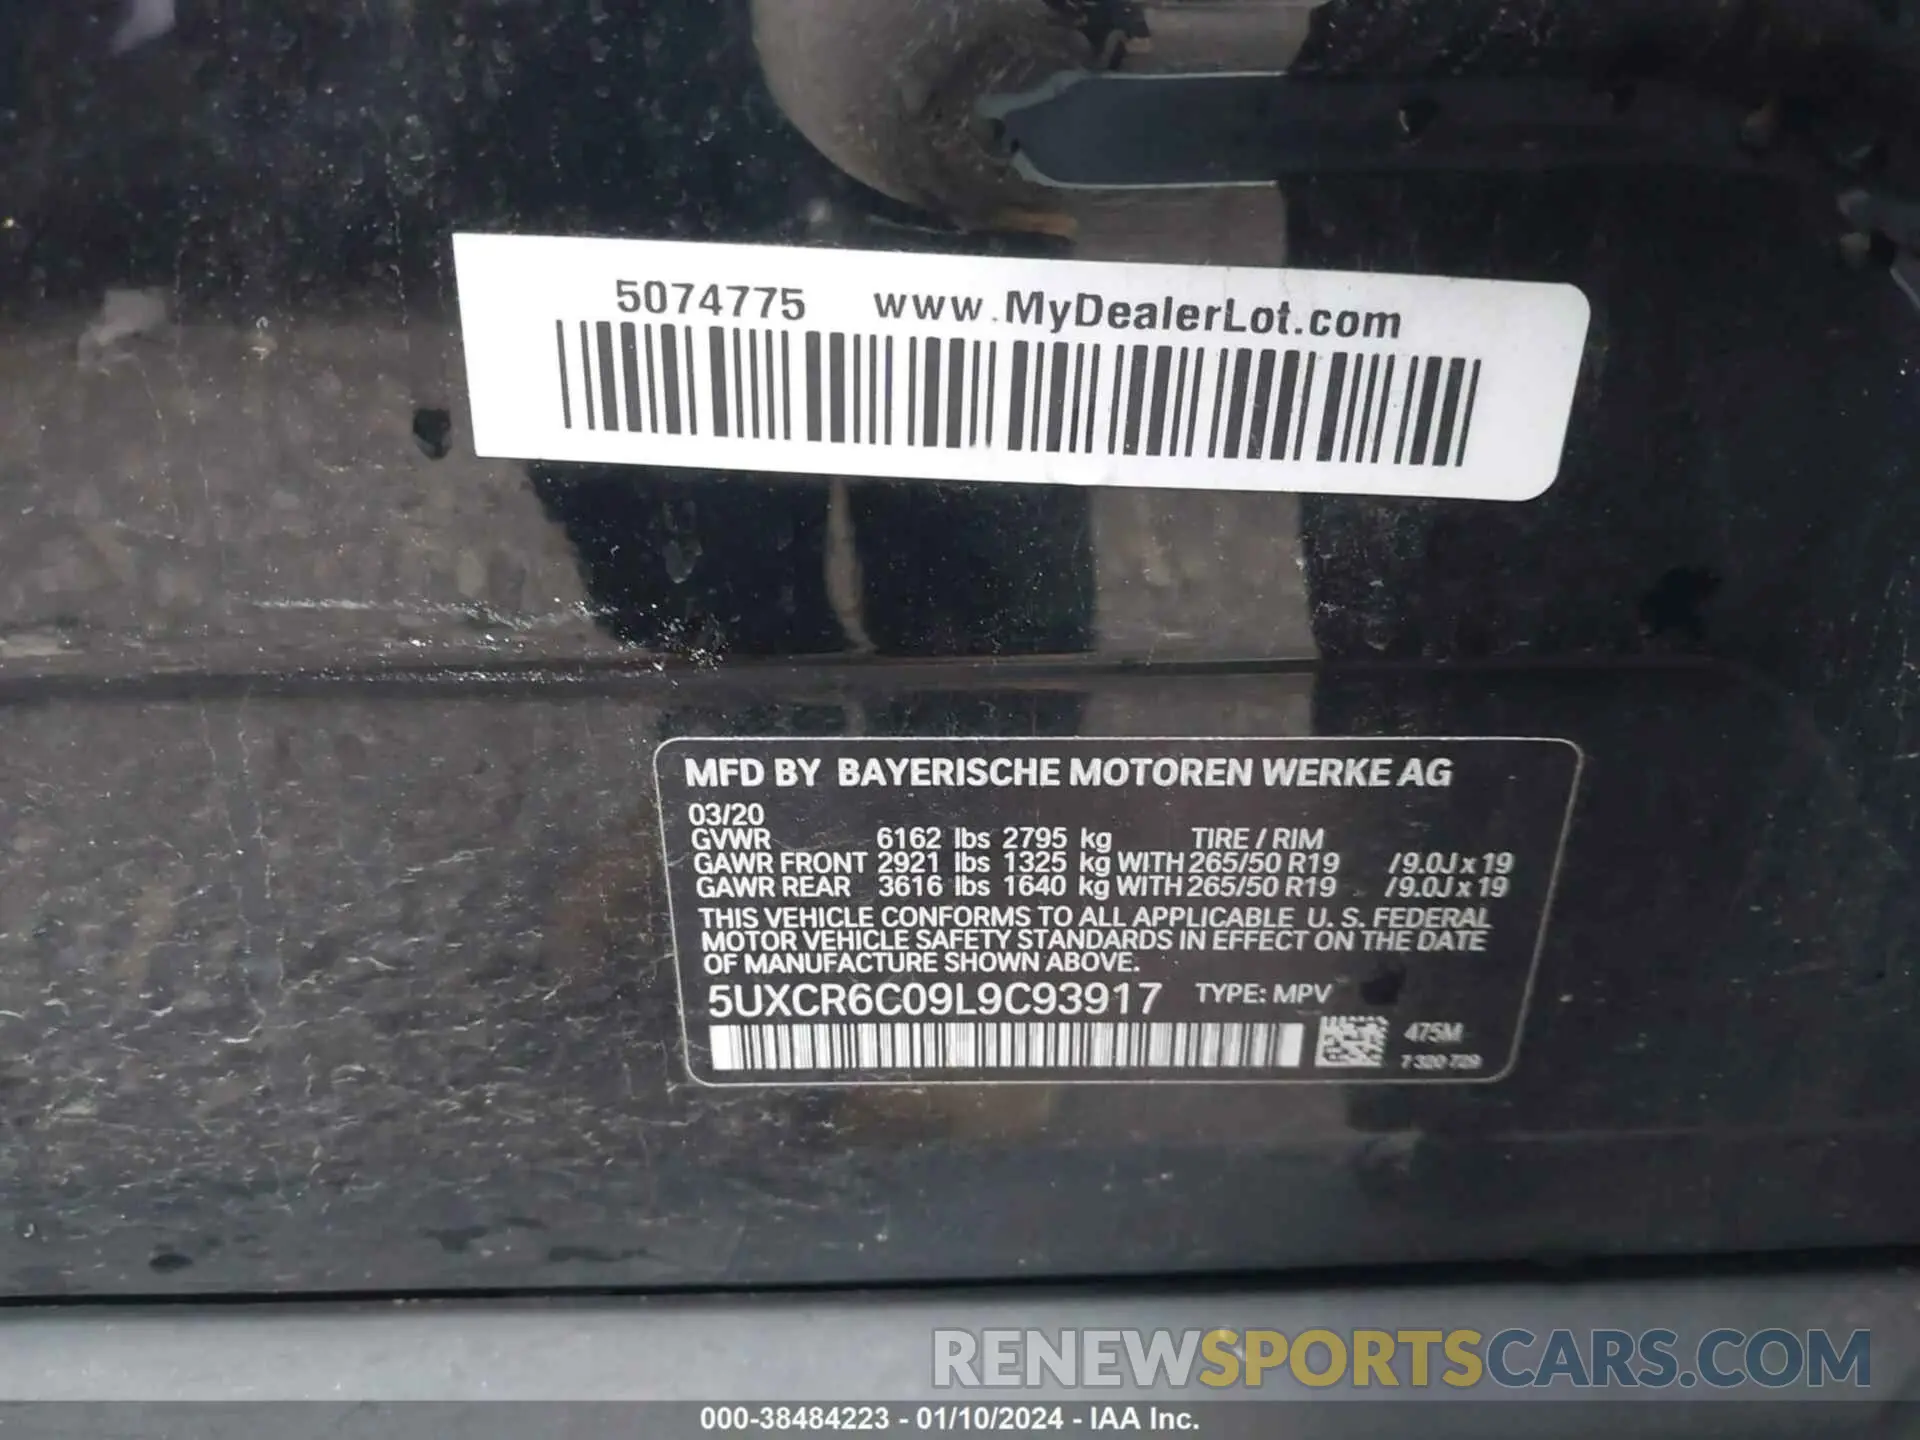 5074775 www.MyDealerLot.com
MFD BY BAYERISCHE MOTOREN WERKE AG
03/20
GVWR 6162 lbs 2795 kg TIRE / RIM
GAWR FRONT 2921 lbs 1325 kg WITH 265/50 R19 /9.0J x 19
GAWR REAR 3616 lbs 1640 kg WITH 265/50 R19 /9.0J x 19
THIS VEHICLE CONFORMS TO ALL APPLICABLE U. S. FEDERAL
MOTOR VEHICLE SAFETY STANDARDS IN EFFECT ON THE DATE
OF MANUFACTURE SHOWN ABOVE.
5UXCR6C09L9C93917 TYPE: MPV
475M
7 320 729
RENEWSPORTSCARS.COM
000-38484223 - 01/10/2024 - IAA Inc.